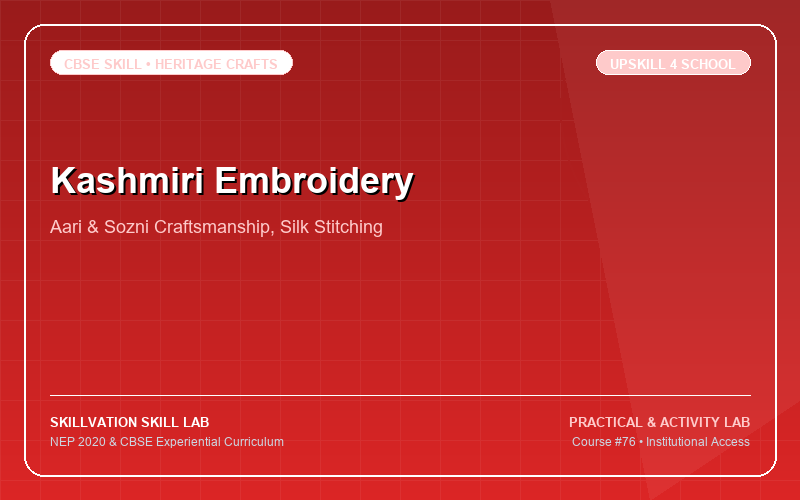 CBSE SKILL • HERITAGE CRAFTS
UPSKILL 4 SCHOOL
Kashmiri Embroidery
Aari & Sozni Craftsmanship, Silk Stitching
SKILLVATION SKILL LAB
PRACTICAL & ACTIVITY LAB
NEP 2020 & CBSE Experiential Curriculum
Course #76 • Institutional Access